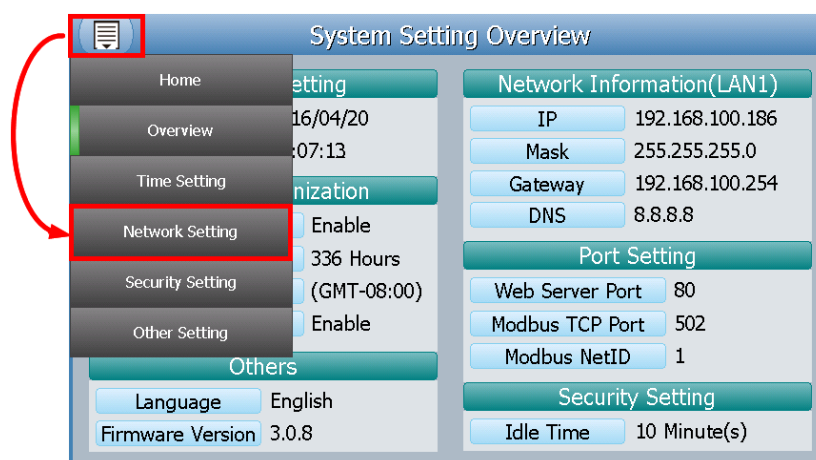 System Setting Overview
Home
Overview
Time Setting
Network Setting
Security Setting
Other Setting
etting
16/04/20
:07:13
nization
Enable
336 Hours
(GMT-08:00)
Enable
Others
Language English
Firmware Version 3.0.8
Network Information(LAN1)
IP 192.168.100.186
Mask 255.255.255.0
Gateway 192.168.100.254
DNS 8.8.8.8
Port Setting
Web Server Port 80
Modbus TCP Port 502
Modbus NetID 1
Security Setting
Idle Time 10 Minute(s)